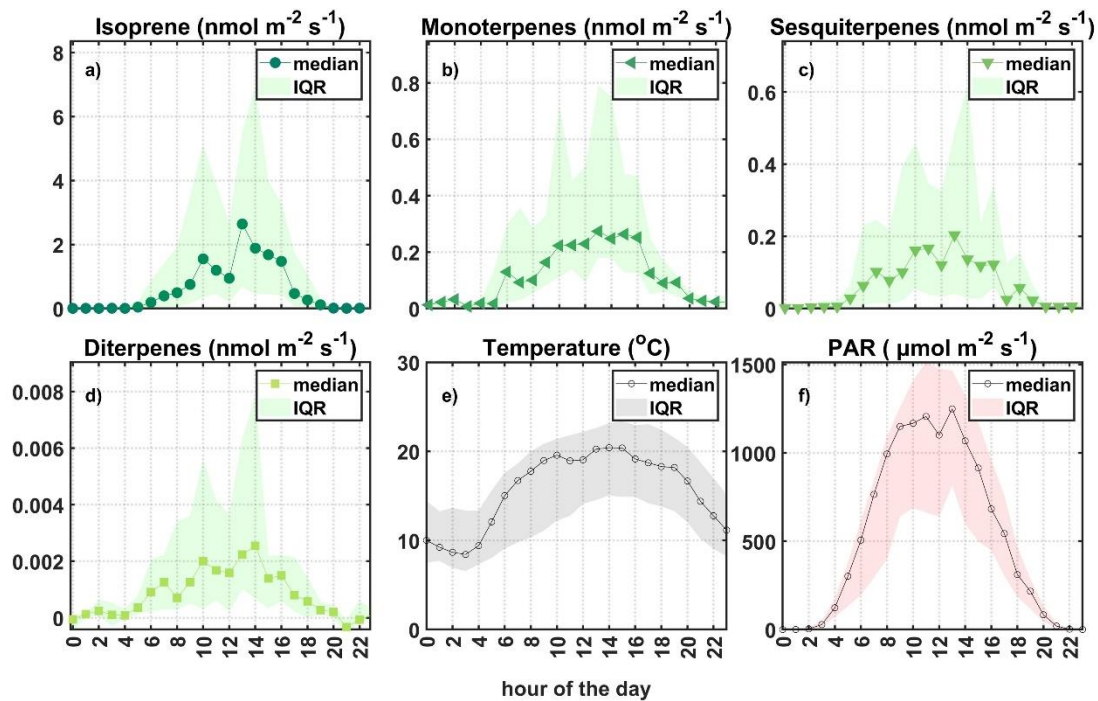 Isoprene (nmol m⁻² s⁻¹)
Monoterpenes (nmol m⁻² s⁻¹)
Sesquiterpenes (nmol m⁻² s⁻¹)
8
6
4
2
0
a)
median
IQR
0.8
0.6
0.4
0.2
0
b)
median
IQR
0.6
0.4
0.2
0
c)
median
IQR
Diterpenes (nmol m⁻² s⁻¹)
Temperature (°C)
PAR ( µmol m⁻² s⁻¹)
0.008
0.006
0.004
0.002
0
d)
median
IQR
0 2 4 6 8 10 12 14 16 18 20 22
30
20
10
0
e)
median
IQR
0 2 4 6 8 10 12 14 16 18 20 22
1500
1000
500
0
f)
median
IQR
0 2 4 6 8 10 12 14 16 18 20 22
hour of the day